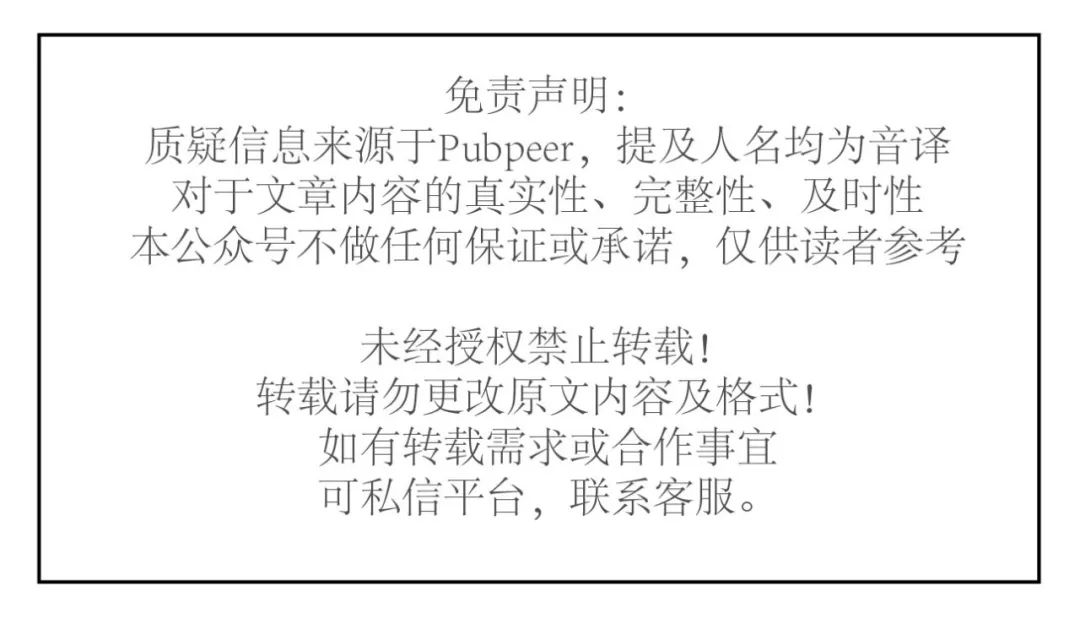 免责声明：
质疑信息来源于Pubpeer，提及人名均为音译
对于文章内容的真实性、完整性、及时性
本公众号不做任何保证或承诺，仅供读者参考
未经授权禁止转载！
转载请勿更改原文内容及格式！
如有转载需求或合作事宜
可私信平台，联系客服。